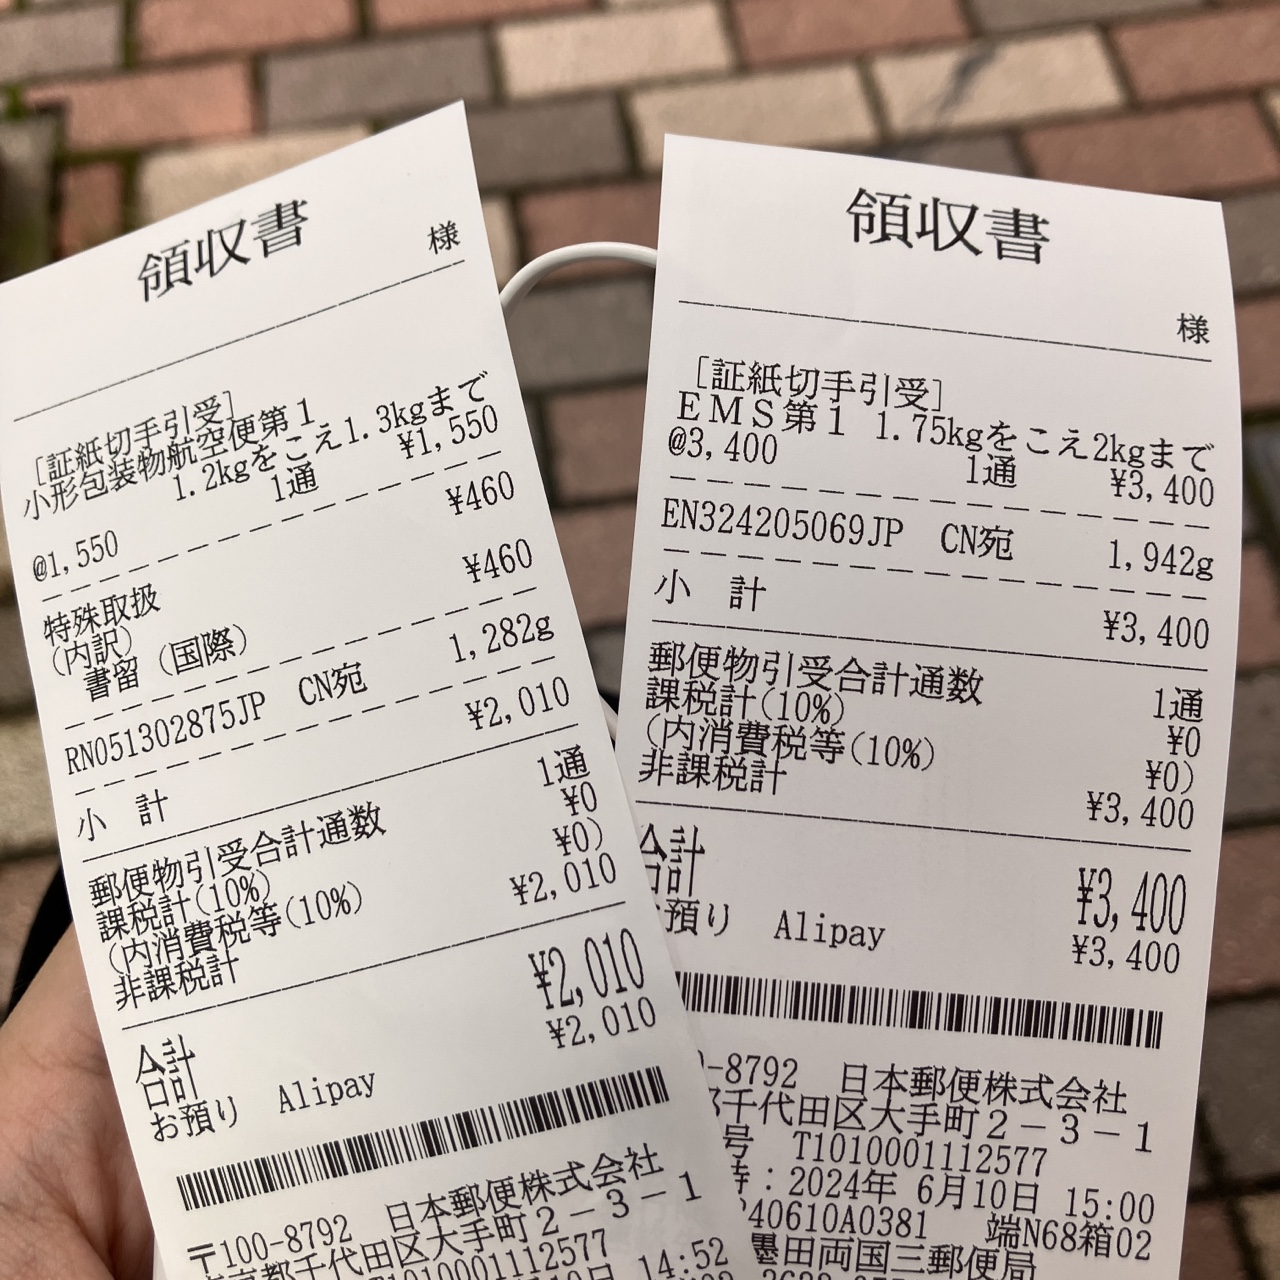 領収書
様
[証紙切手引受]
小形包装物航空便第1
1.2kgをこえ1.3kgまで
@1,550 1通 ¥1,550
特殊取扱 ¥460
(内訳)
書留(国際) ¥460
RN051302875JP CN宛 1,282g
小 計 ¥2,010
郵便物引受合計通数 1通
課税計(10%) ¥0
(内消費税等(10%) ¥0)
非課税計 ¥2,010
合計 ¥2,010
お預り Alipay ¥2,010
〒100-8792 日本郵便株式会社
東京都千代田区大手町2-3-1
T1010001112577
10日 14:52
領収書
様
[証紙切手引受]
EMS第1 1.75kgをこえ2kgまで
@3,400 1通 ¥3,400
EN324205069JP CN宛 1,942g
小 計 ¥3,400
郵便物引受合計通数 1通
課税計(10%) ¥0
(内消費税等(10%) ¥0)
非課税計 ¥3,400
合計 ¥3,400
預り Alipay ¥3,400
-8792 日本郵便株式会社
千代田区大手町2-3-1
号 T1010001112577
:2024年 6月10日 15:00
40610A0381 端N68箱02
墨田両国三郵便局